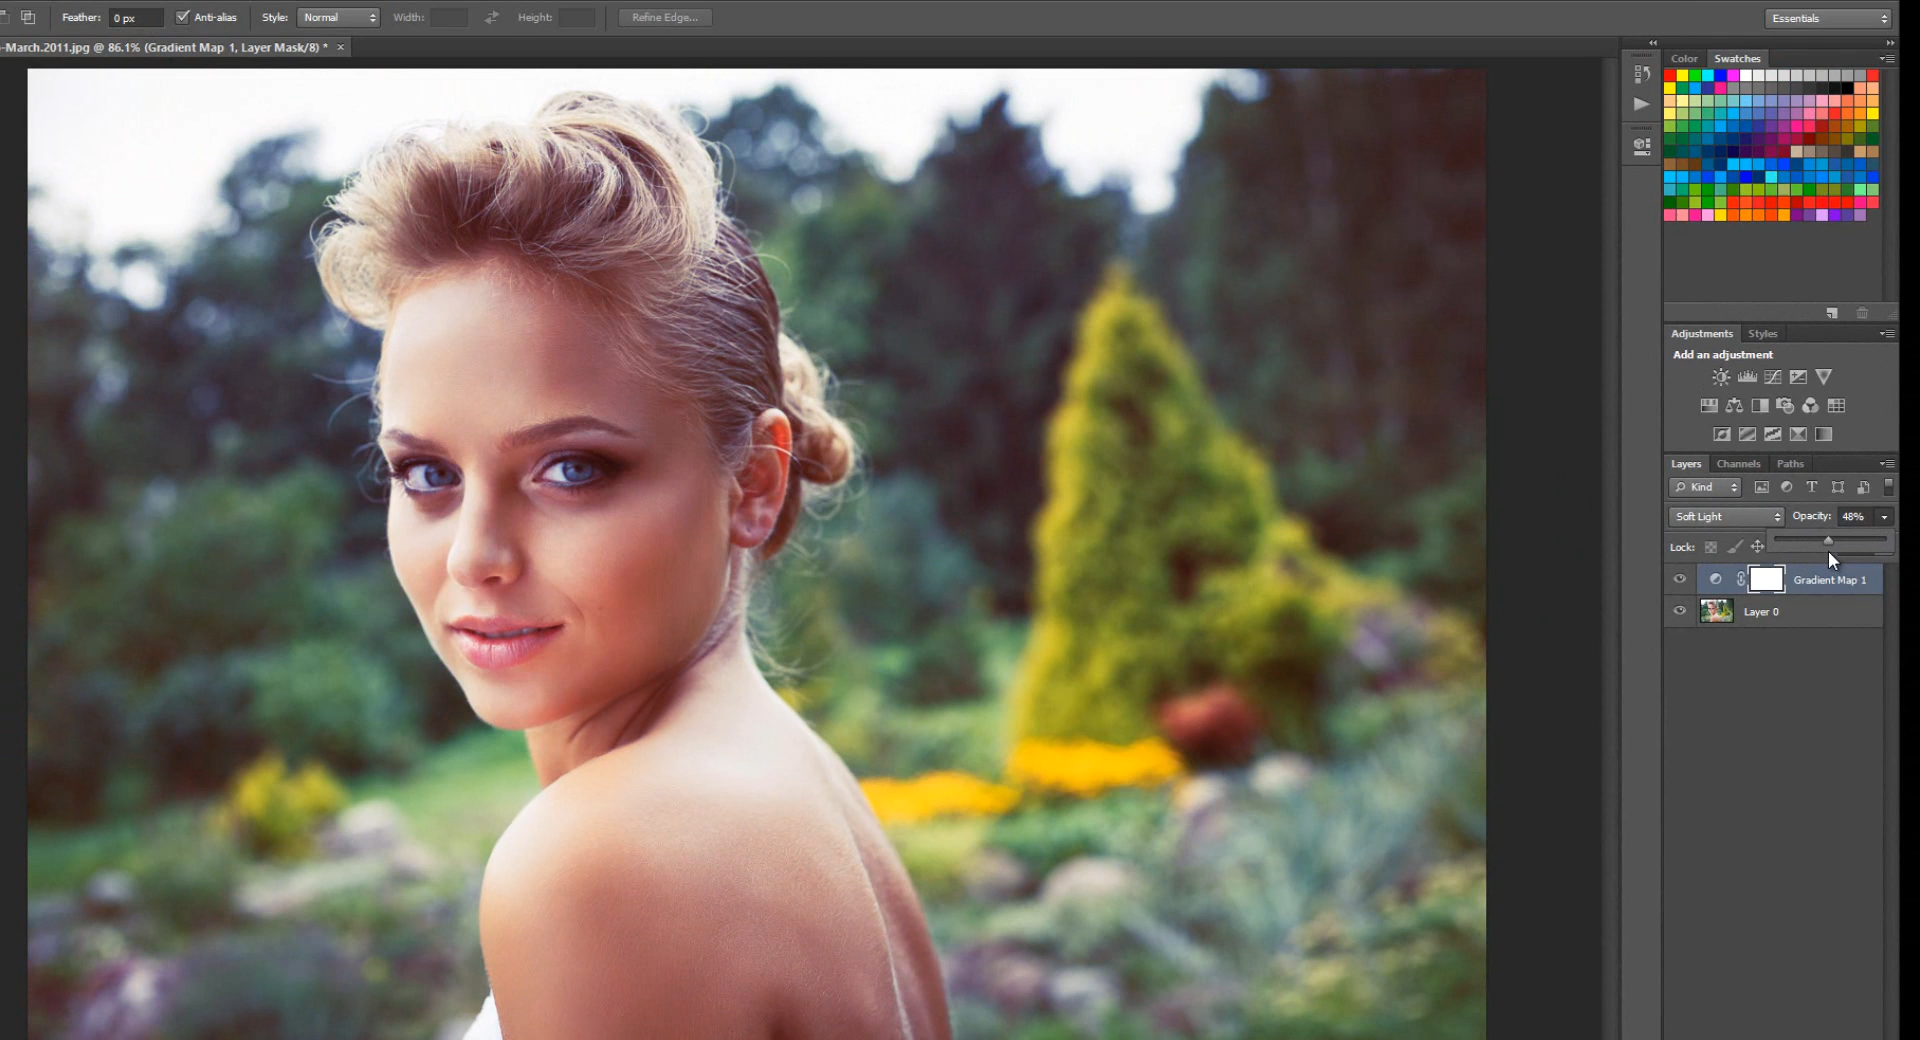 Feather: 0 px Anti-alias Style: Normal Width: Height: Refine Edge... Essentials
-March.2011.jpg @ 86.1% (Gradient Map 1, Layer Mask/8) * ×
Color Swatches
Adjustments Styles
Add an adjustment
Layers Channels Paths
Kind
Soft Light Opacity: 48%
Lock:
Gradient Map 1
Layer 0